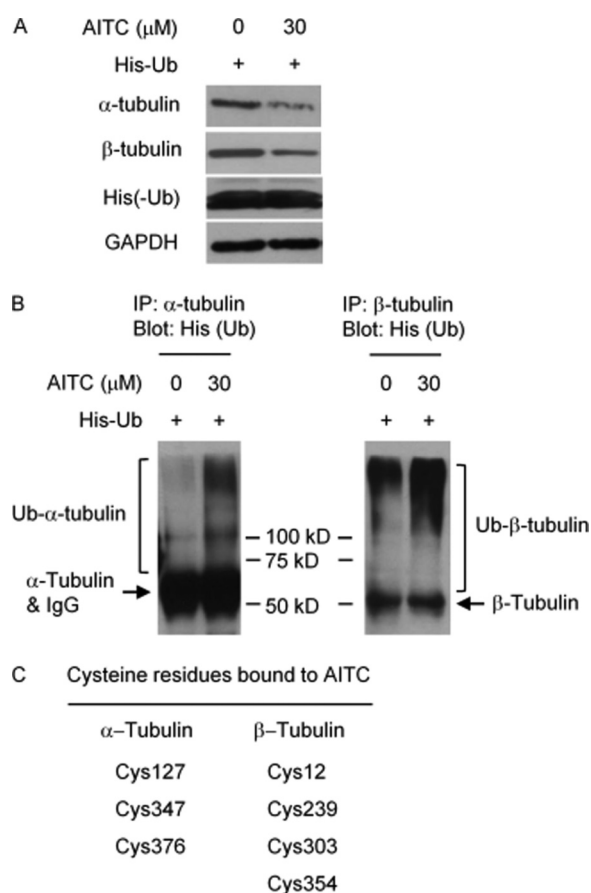 A
AITC (μM) 0 30
His-Ub + +
α-tubulin
β-tubulin
His(-Ub)
GAPDH
B
IP: α-tubulin
Blot: His (Ub)
IP: β-tubulin
Blot: His (Ub)
AITC (μM) 0 30 0 30
His-Ub + + + +
Ub-α-tubulin
α-Tubulin
& IgG
100 kD
75 kD
50 kD
Ub-β-tubulin
β-Tubulin
C Cysteine residues bound to AITC
α–Tubulin β–Tubulin
Cys127 Cys12
Cys347 Cys239
Cys376 Cys303
Cys354